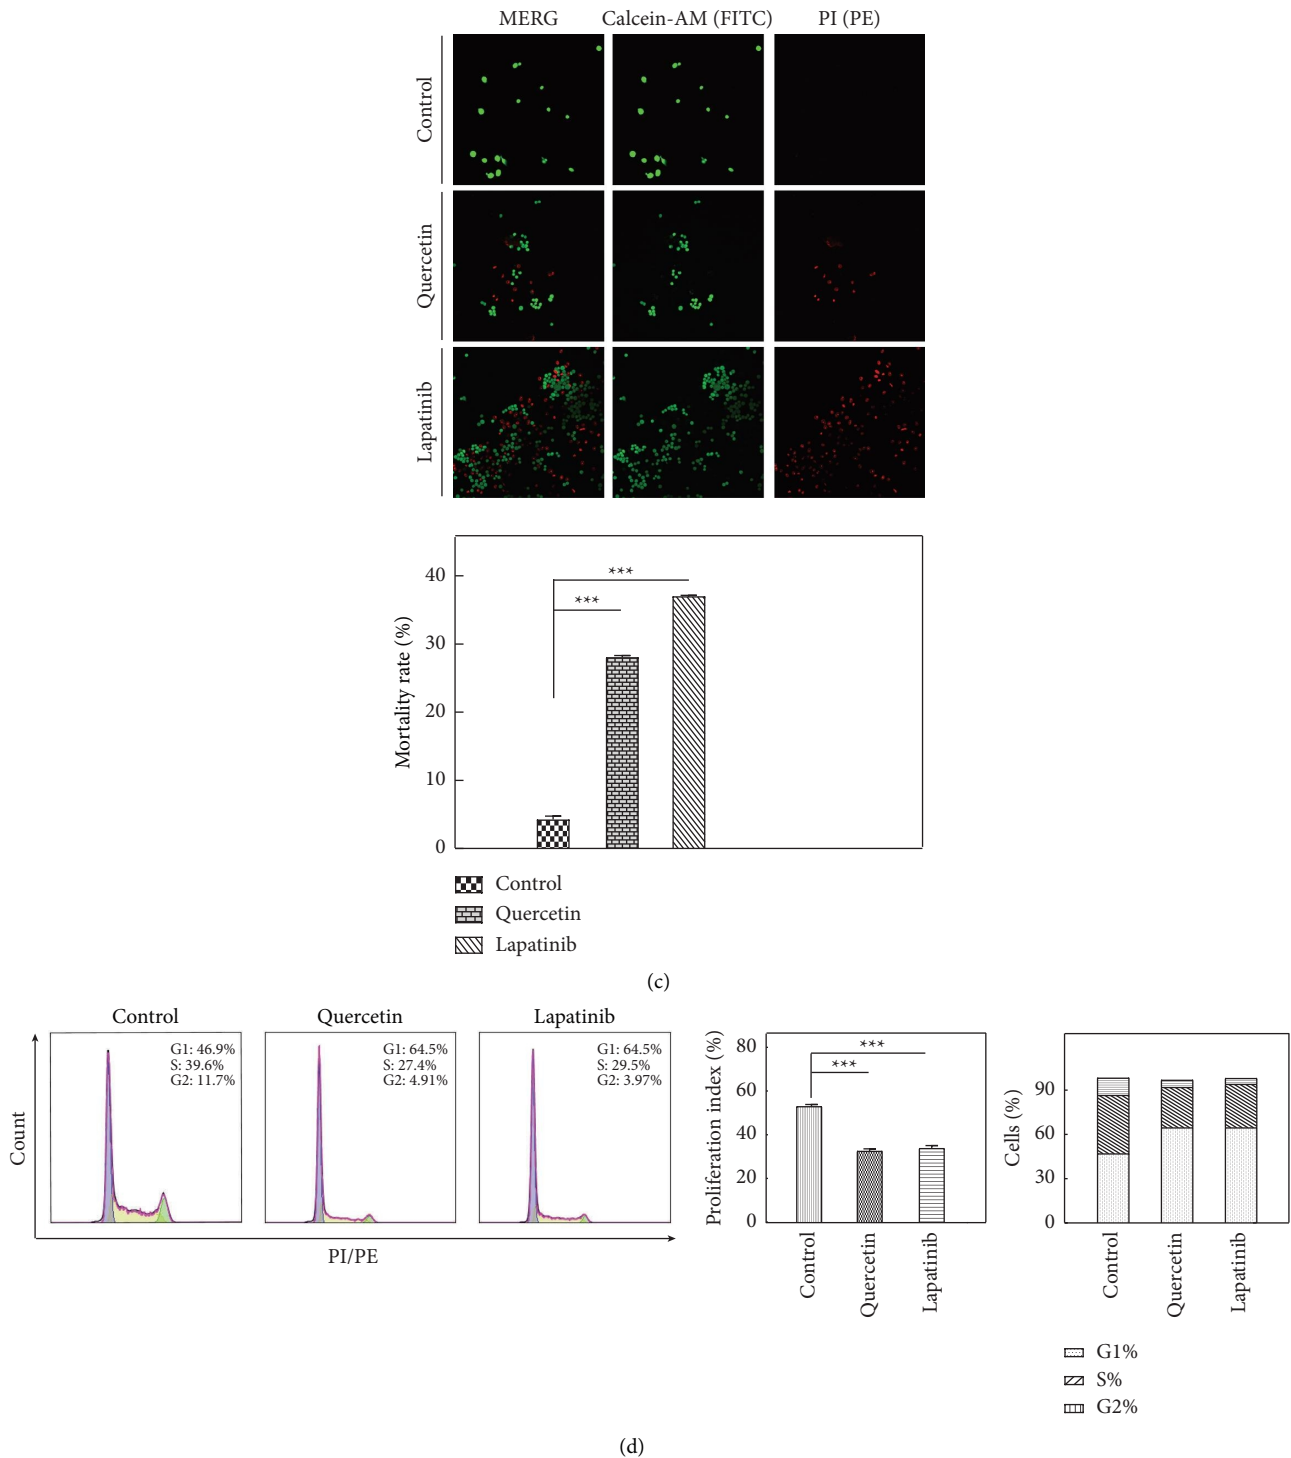 MERG Calcein-AM (FITC) PI (PE)
Control
Quercetin
Lapatinib
Mortality rate (%)
40
30
20
10
0
***
***
Control
Quercetin
Lapatinib
(c)
Control
G1: 46.9%
S: 39.6%
G2: 11.7%
Quercetin
G1: 64.5%
S: 27.4%
G2: 4.91%
Lapatinib
G1: 64.5%
S: 29.5%
G2: 3.97%
Count
PI/PE
Proliferation index (%)
80
60
40
20
0
***
***
Control
Quercetin
Lapatinib
Cells (%)
90
60
30
0
Control
Quercetin
Lapatinib
G1%
S%
G2%
(d)